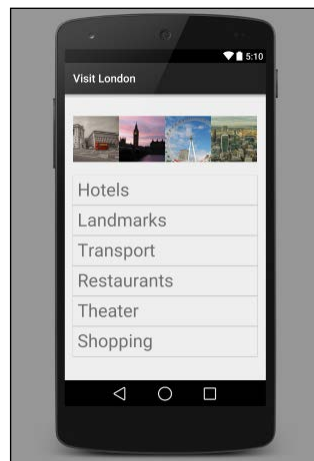 5:10
Visit London
Hotels
Landmarks
Transport
Restaurants
Theater
Shopping